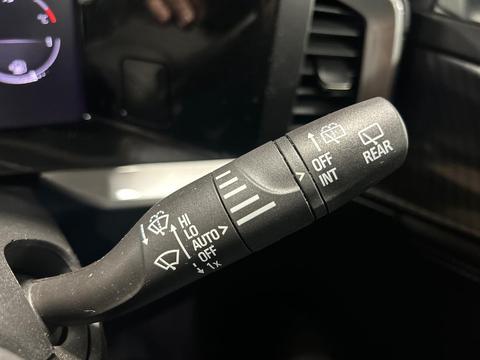 OFF
INT
REAR
HI
LO
AUTO
OFF
1x